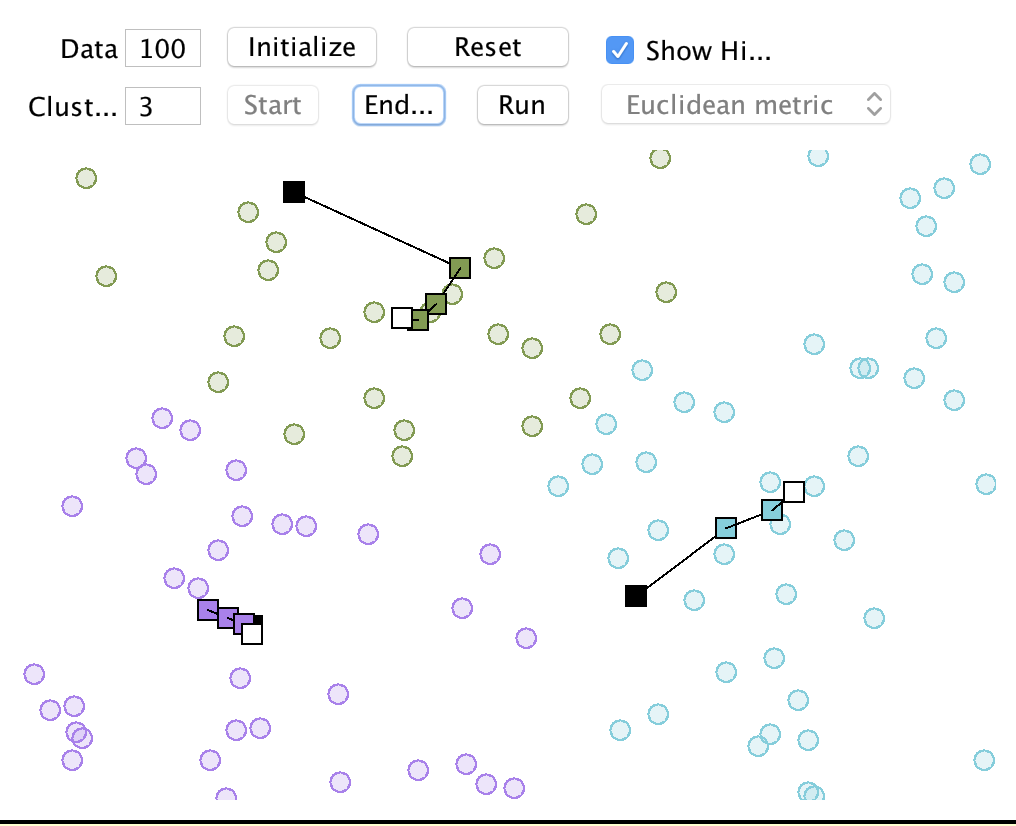 Data 100 Initialize Reset Show Hi...
Clust... 3 Start End... Run Euclidean metric